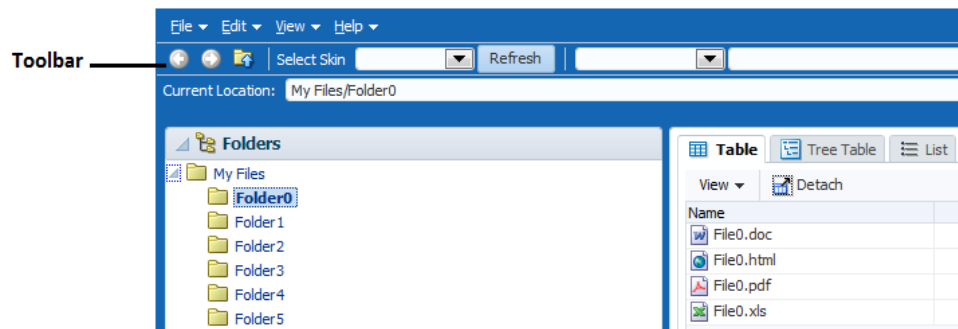 File Edit View Help
Toolbar
Select Skin Refresh
Current Location: My Files/Folder0
Folders
My Files
Folder0
Folder1
Folder2
Folder3
Folder4
Folder5
Table Tree Table List
View Detach
Name
File0.doc
File0.html
File0.pdf
File0.xls